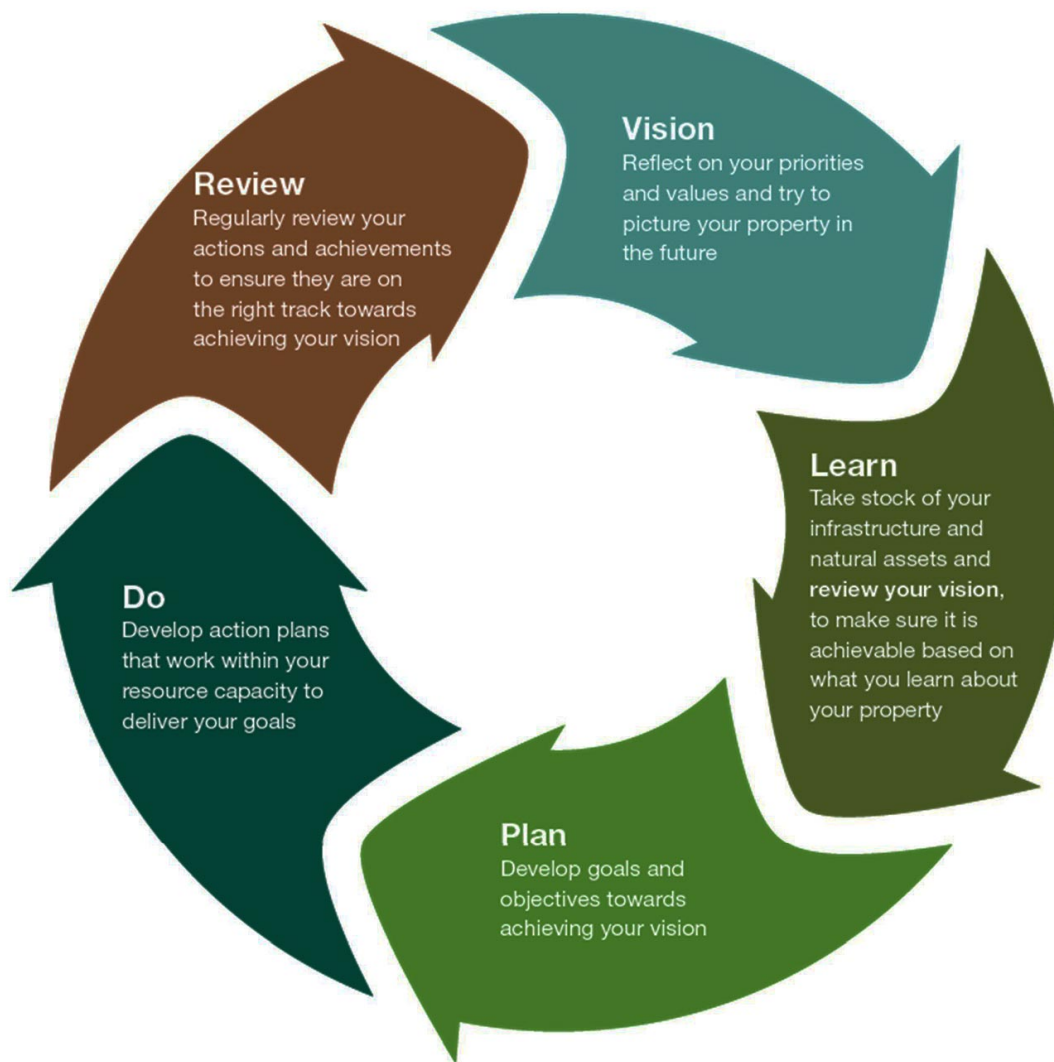 Vision
Reflect on your priorities
and values and try to
picture your property in
the future
Learn
Take stock of your
infrastructure and
natural assets and
review your vision,
to make sure it is
achievable based on
what you learn about
your property
Plan
Develop goals and
objectives towards
achieving your vision
Do
Develop action plans
that work within your
resource capacity to
deliver your goals
Review
Regularly review your
actions and achievements
to ensure they are on
the right track towards
achieving your vision